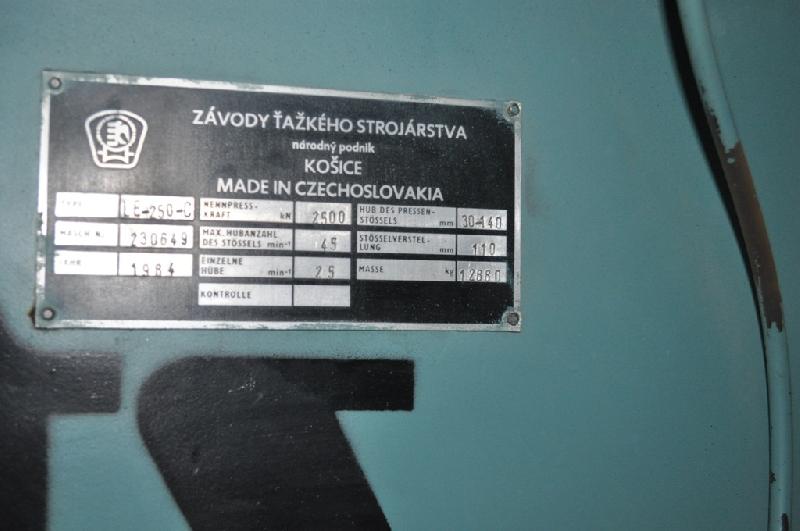 ZÁVODY ŤAŽKÉHO STROJÁRSTVA
národný podnik
KOŠICE
MADE IN CZECHOSLOVAKIA
TYPE LE-250-C
MASCH N. 230649
JAHR 1984
NENNPRESS-
KRAFT kN 2500
MAX. HUBANZAHL
DES STÖSSELS min⁻¹ 45
EINZELNE
HÜBE min⁻¹ 25
KONTROLLE
HUB DES PRESSEN-
STÖSSELS mm 30-140
STÖSSELVERSTEL-
LUNG mm 110
MASSE kg